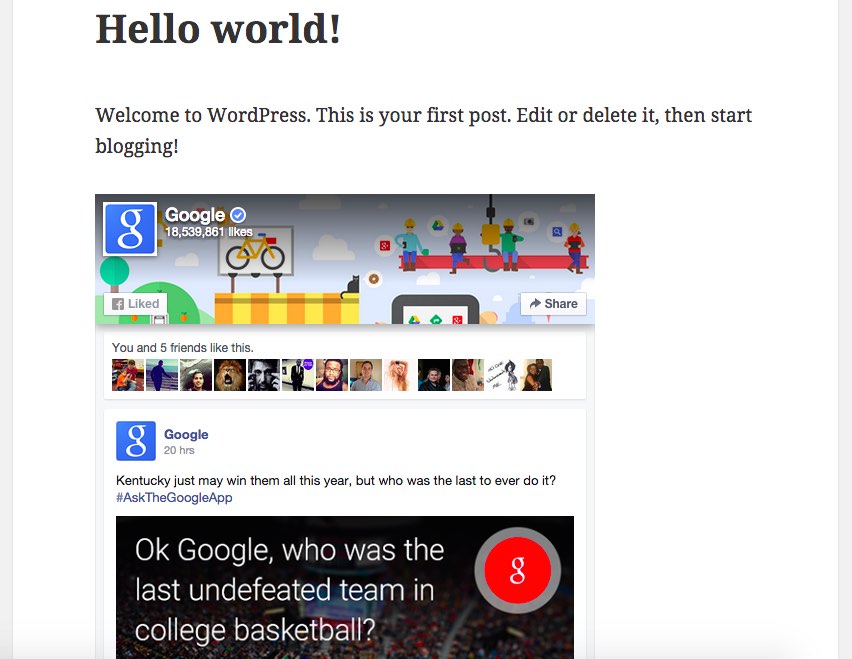 Hello world!
Welcome to WordPress. This is your first post. Edit or delete it, then start
blogging!
g
Google
18,539,861 likes
Liked
Share
You and 5 friends like this.
g
Google
20 hrs
Kentucky just may win them all this year, but who was the last to ever do it?
#AskTheGoogleApp
Ok Google, who was the
last undefeated team in
college basketball?
g